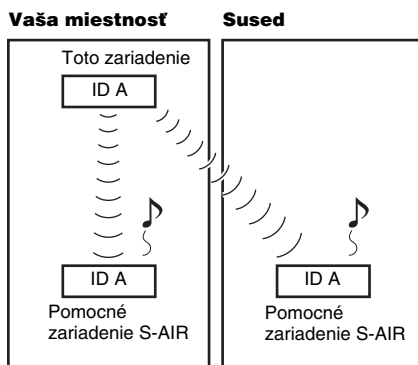 Vaša miestnosť
Sused
Toto zariadenie
ID A
ID A
ID A
Pomocné
zariadenie S-AIR
Pomocné
zariadenie S-AIR